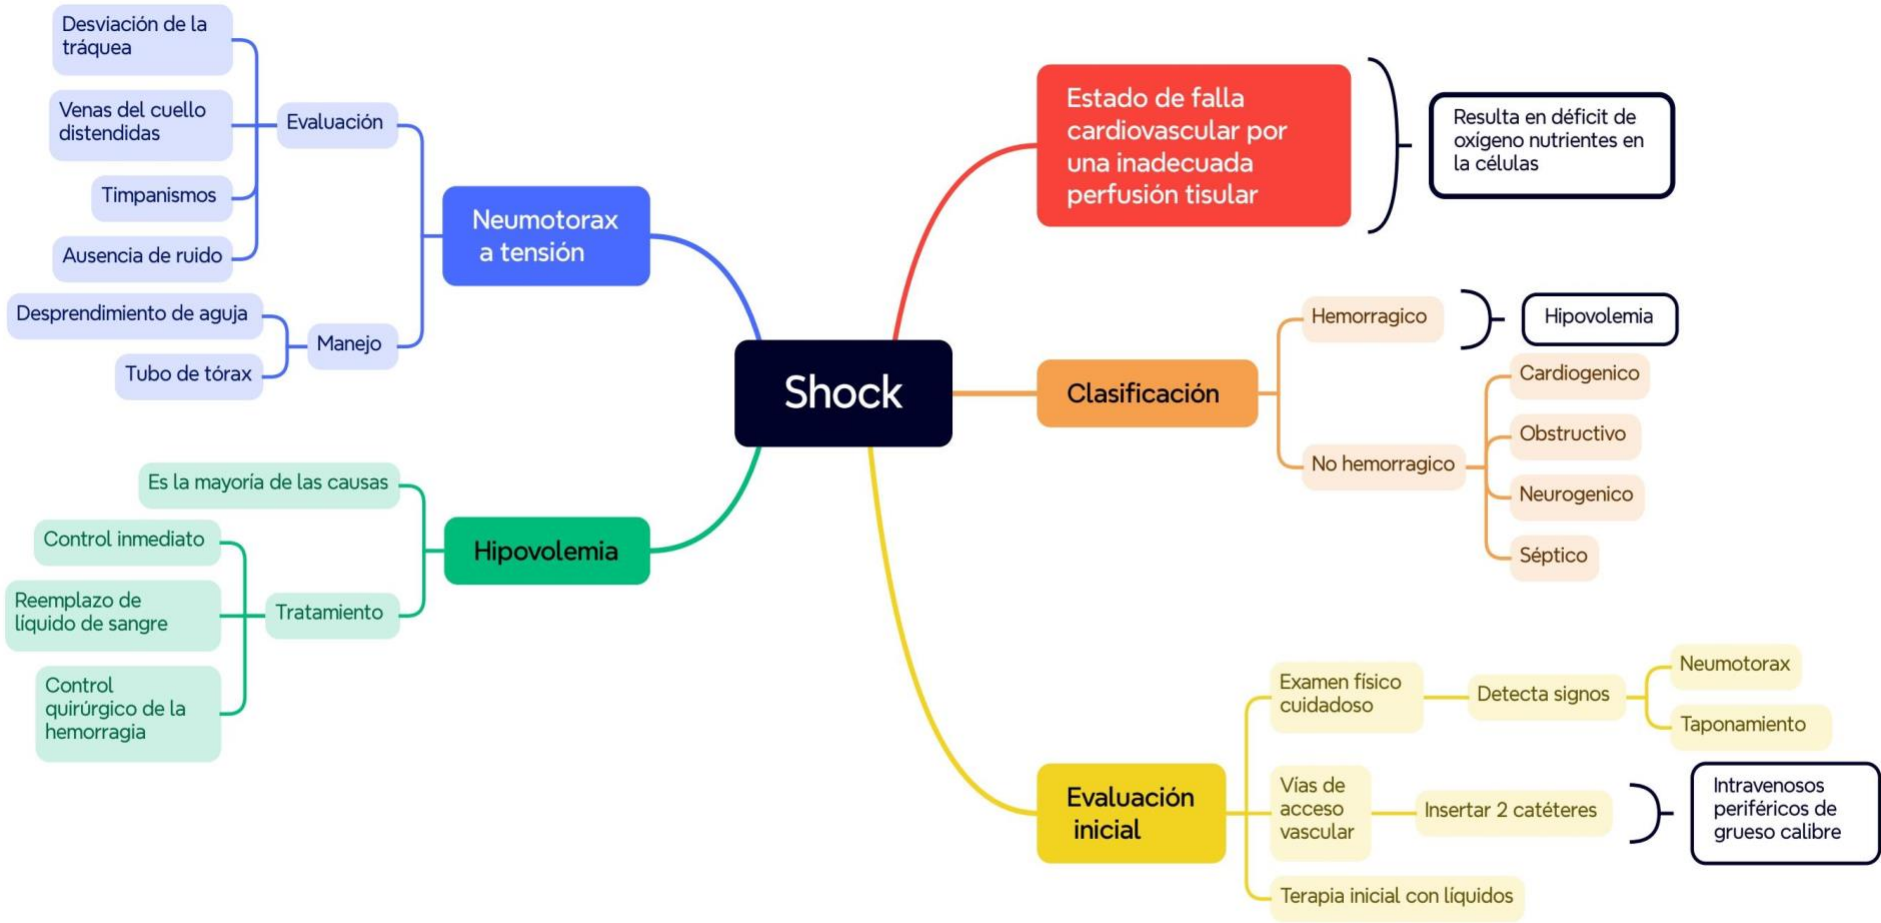 Desviación de la
tráquea
Venas del cuello
distendidas
Timpanismos
Ausencia de ruido
Evaluación
Desprendimiento de aguja
Tubo de tórax
Manejo
Neumotorax
a tensión
Es la mayoría de las causas
Control inmediato
Reemplazo de
líquido de sangre
Control
quirúrgico de la
hemorragia
Tratamiento
Hipovolemia
Shock
Estado de falla
cardiovascular por
una inadecuada
perfusión tisular
Resulta en déficit de
oxígeno nutrientes en
la células
Clasificación
Hemorragico
Hipovolemia
No hemorragico
Cardiogenico
Obstructivo
Neurogenico
Séptico
Evaluación
inicial
Examen físico
cuidadoso
Detecta signos
Neumotorax
Taponamiento
Vías de
acceso
vascular
Insertar 2 catéteres
Intravenosos
periféricos de
grueso calibre
Terapia inicial con líquidos